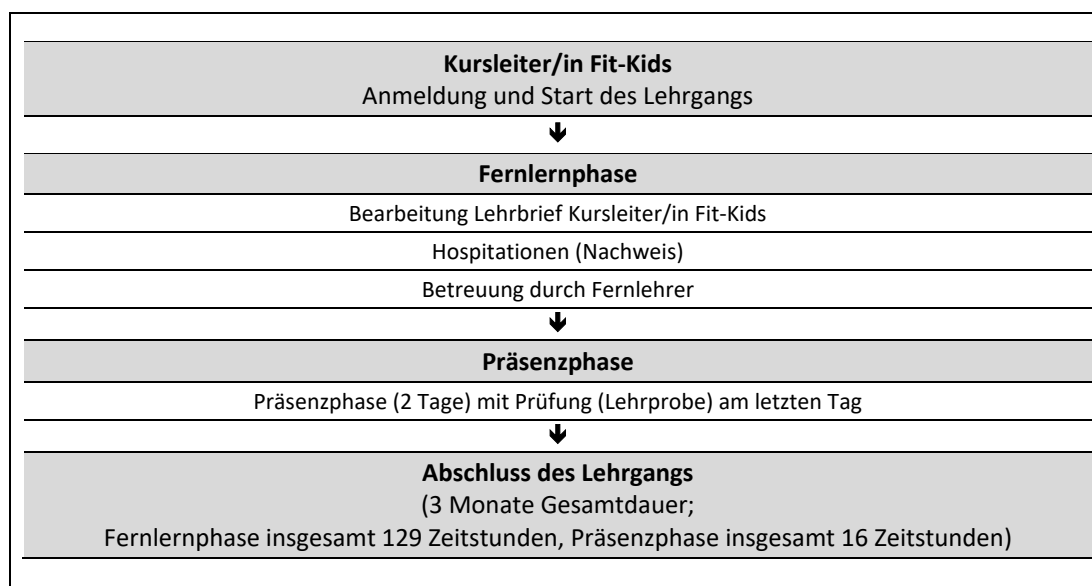 Kursleiter/in Fit-Kids
Anmeldung und Start des Lehrgangs
🡻
Fernlernphase
Bearbeitung Lehrbrief Kursleiter/in Fit-Kids
Hospitationen (Nachweis)
Betreuung durch Fernlehrer
🡻
Präsenzphase
Präsenzphase (2 Tage) mit Prüfung (Lehrprobe) am letzten Tag
🡻
Abschluss des Lehrgangs
(3 Monate Gesamtdauer;
Fernlernphase insgesamt 129 Zeitstunden, Präsenzphase insgesamt 16 Zeitstunden)